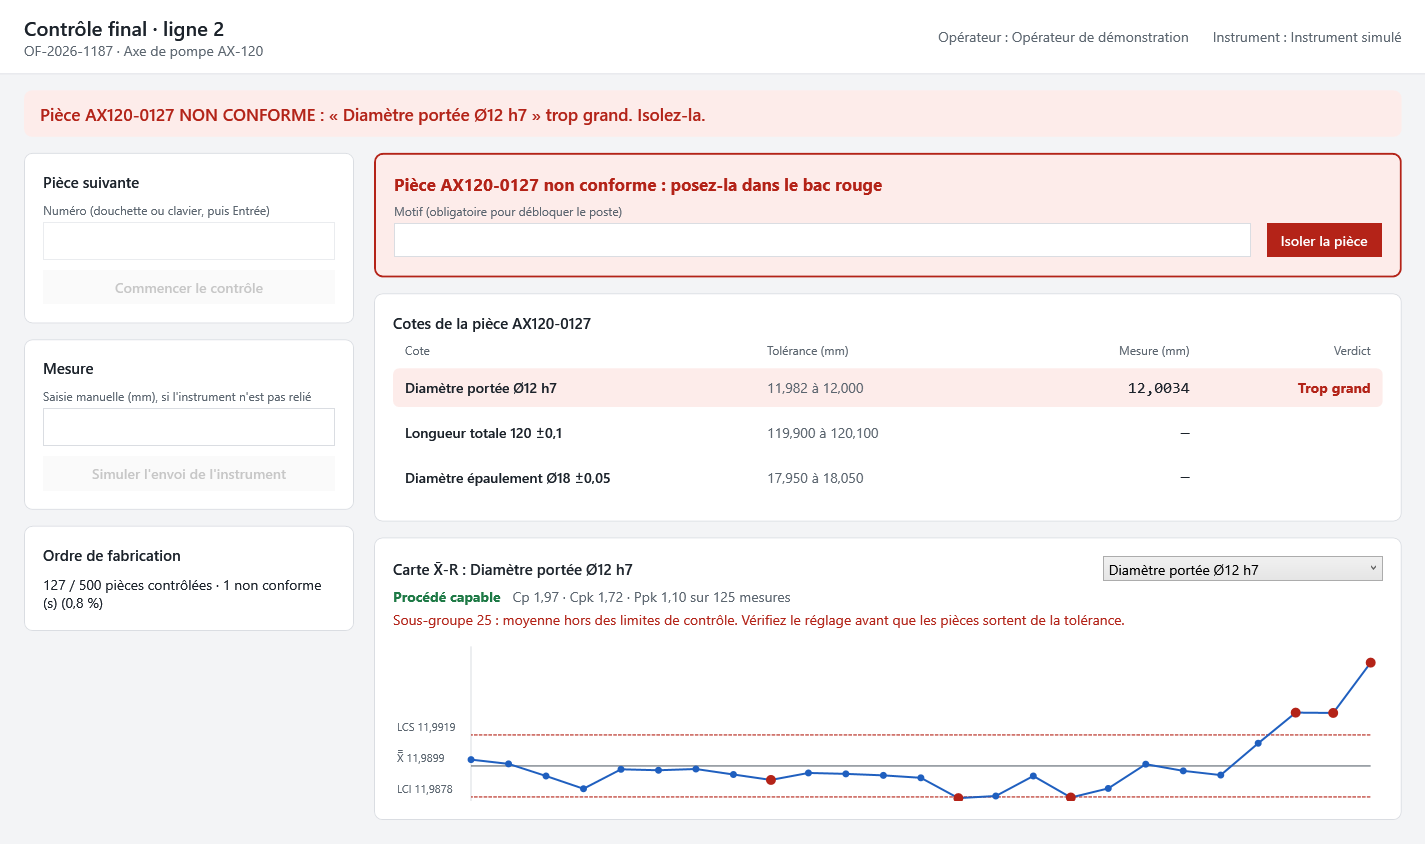 Contrôle final · ligne 2
OF-2026-1187 · Axe de pompe AX-120
Opérateur : Opérateur de démonstration
Instrument : Instrument simulé
Pièce AX120-0127 NON CONFORME : « Diamètre portée Ø12 h7 » trop grand. Isolez-la.
Pièce suivante
Numéro (douchette ou clavier, puis Entrée)
Commencer le contrôle
Mesure
Saisie manuelle (mm), si l'instrument n'est pas relié
Simuler l'envoi de l'instrument
Ordre de fabrication
127 / 500 pièces contrôlées · 1 non conforme
(s) (0,8 %)
Pièce AX120-0127 non conforme : posez-la dans le bac rouge
Motif (obligatoire pour débloquer le poste)
Isoler la pièce
Cotes de la pièce AX120-0127
Cote Tolérance (mm) Mesure (mm) Verdict
Diamètre portée Ø12 h7 11,982 à 12,000 12,0034 Trop grand
Longueur totale 120 ±0,1 119,900 à 120,100 —
Diamètre épaulement Ø18 ±0,05 17,950 à 18,050 —
Carte X̄-R : Diamètre portée Ø12 h7
Diamètre portée Ø12 h7
Procédé capable Cp 1,97 · Cpk 1,72 · Ppk 1,10 sur 125 mesures
Sous-groupe 25 : moyenne hors des limites de contrôle. Vérifiez le réglage avant que les pièces sortent de la tolérance.
LCS 11,9919
X̿ 11,9899
LCI 11,9878